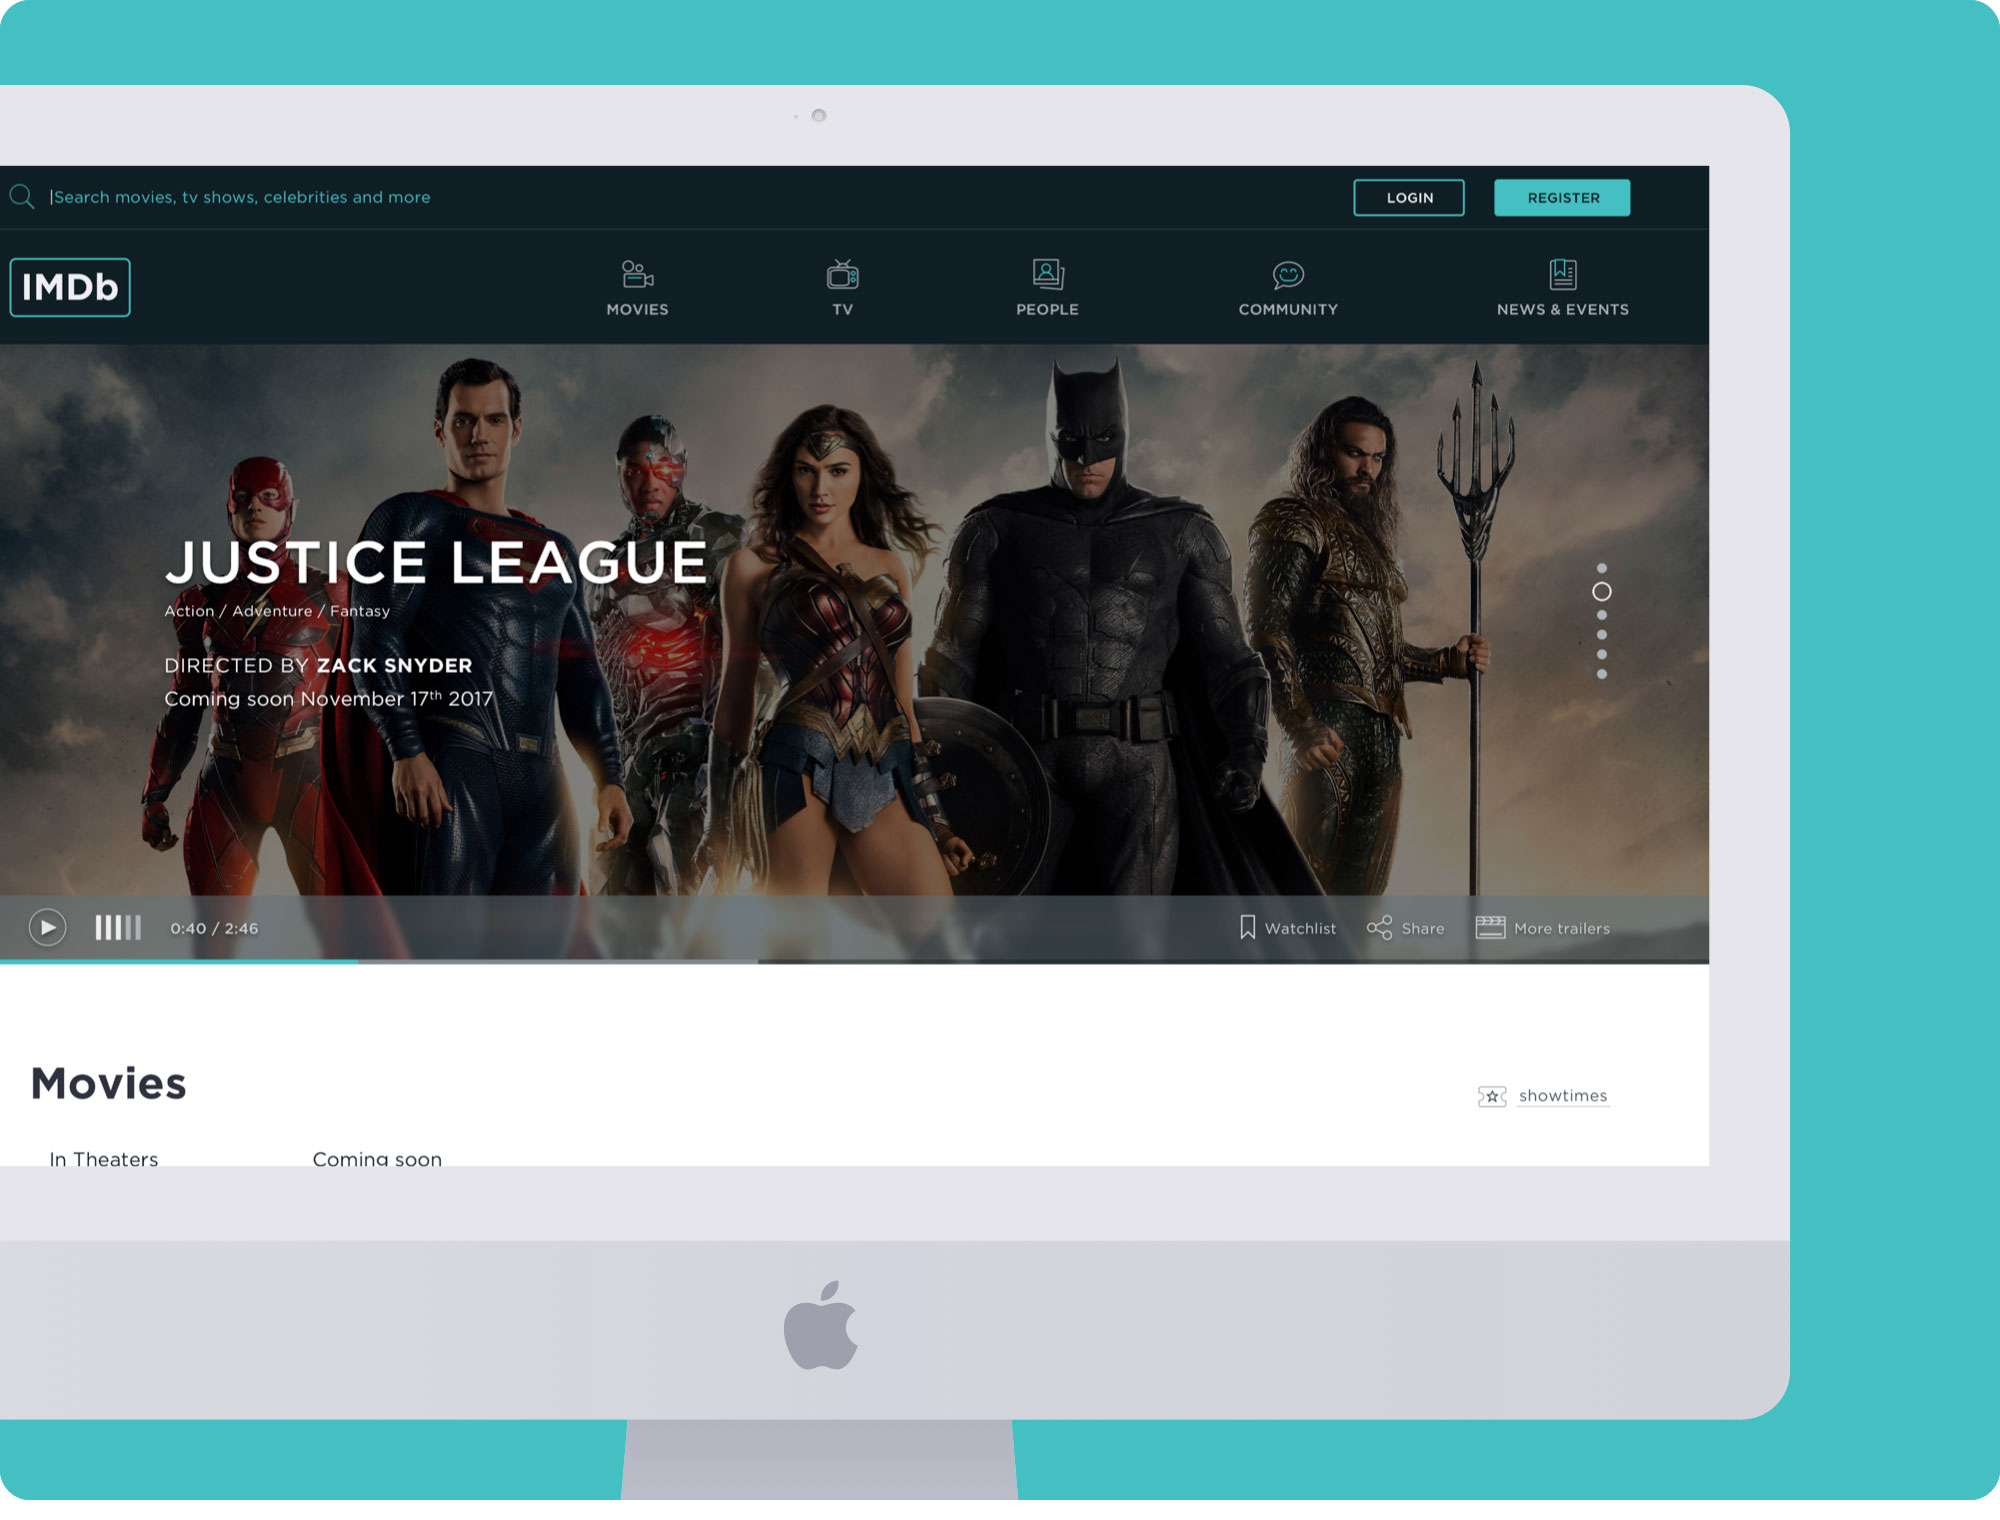 Search movies, tv shows, celebrities and more
LOGIN
REGISTER
IMDb
MOVIES
TV
PEOPLE
COMMUNITY
NEWS & EVENTS
JUSTICE LEAGUE
Action / Adventure / Fantasy
DIRECTED BY ZACK SNYDER
Coming soon November 17th 2017
0:40 / 2:46
Watchlist
Share
More trailers
Movies
showtimes
In Theaters
Coming soon